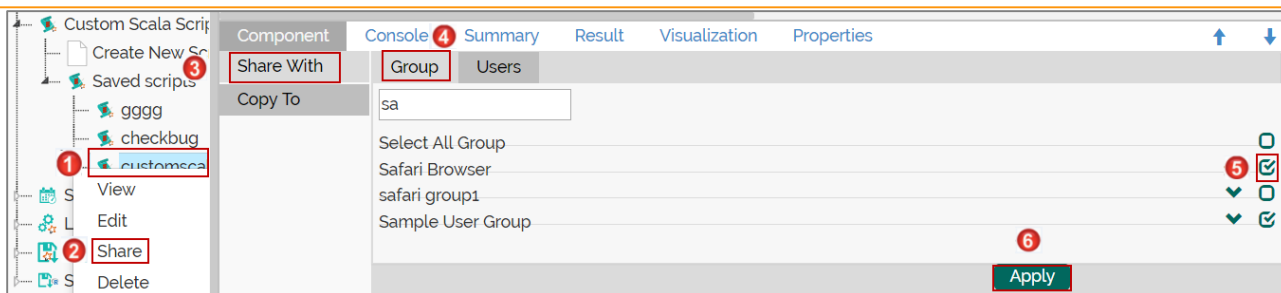 Custom Scala Scrip
Create New Scr
3
Saved scripts
gggg
checkbug
1
customsca
View
S
Edit
L
2
Share
S
Delete
Component
Console
4
Summary
Result
Visualization
Properties
Share With
Group
Users
Copy To
sa
Select All Group
Safari Browser
5
safari group1
Sample User Group
6
Apply